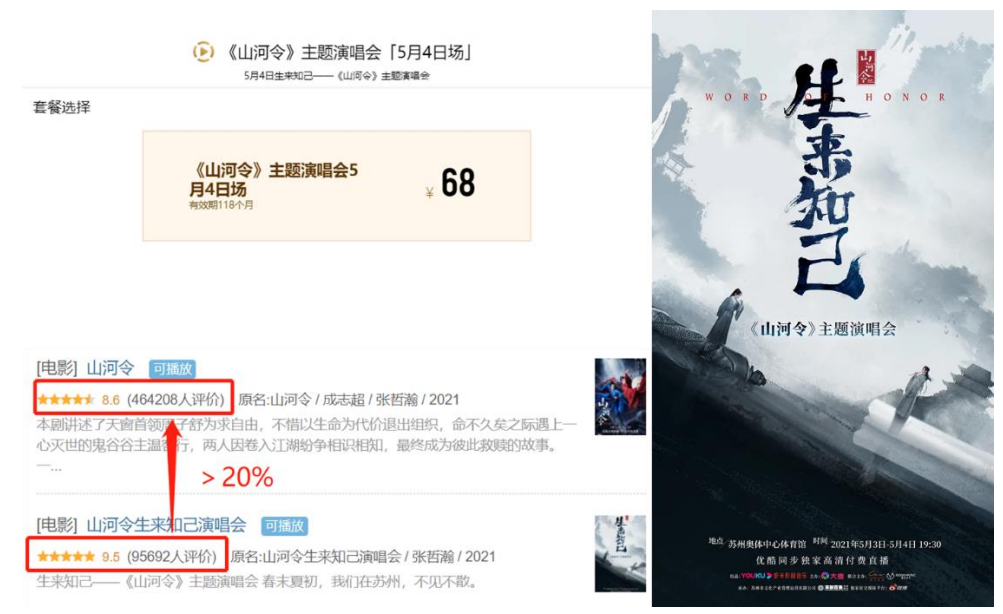 《山河令》主题演唱会「5月4日场」
5月4日生来知己——《山河令》主题演唱会
套餐选择
《山河令》主题演唱会5
月4日场
有效期118个月
¥ 68
[电影] 山河令 可播放
8.6 (464208人评价) 原名:山河令 / 成志超 / 张哲瀚 / 2021
本剧讲述了天窗首领周子舒为求自由，不惜以生命为代价退出组织，命不久矣之际遇上一
心灭世的鬼谷谷主温客行，两人因卷入江湖纷争相识相知，最终成为彼此救赎的故事。
一...
> 20%
[电影] 山河令生来知己演唱会 可播放
9.5 (95692人评价) 原名:山河令生来知己演唱会 / 张哲瀚 / 2021
生来知己——《山河令》主题演唱会 春末夏初，我们在苏州，不见不散。
山河令
WORD OF HONOR
生来知己
《山河令》主题演唱会
地点 苏州奥体中心体育馆 时间 2021年5月3日-5月4日 19:30
优酷同步独家高清付费直播
YOUKU
大麦